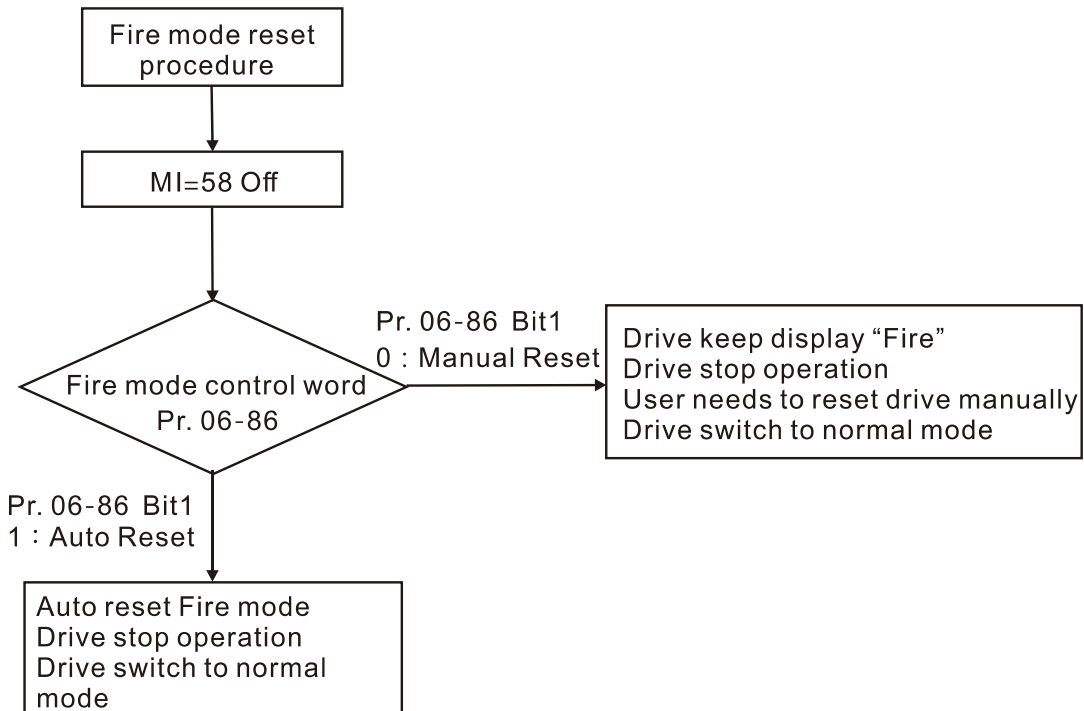 Fire mode reset
procedure
MI=58 Off
Fire mode control word
Pr. 06-86
Pr. 06-86 Bit1
0 : Manual Reset
Drive keep display “Fire”
Drive stop operation
User needs to reset drive manually
Drive switch to normal mode
Pr. 06-86 Bit1
1 : Auto Reset
Auto reset Fire mode
Drive stop operation
Drive switch to normal
mode